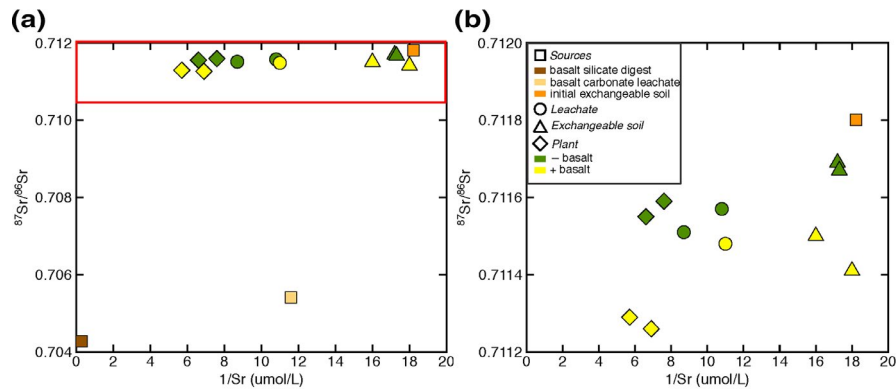 (a)
(b)
0.712
0.710
0.708
0.706
0.704
87Sr/86Sr
0 2 4 6 8 10 12 14 16 18 20
1/Sr (umol/L)
0.7120
0.7118
0.7116
0.7114
0.7112
87Sr/86Sr
Sources
basalt silicate digest
basalt carbonate leachate
initial exchangeable soil
Leachate
Exchangeable soil
Plant
– basalt
+ basalt
0 2 4 6 8 10 12 14 16 18 20
1/Sr (umol/L)